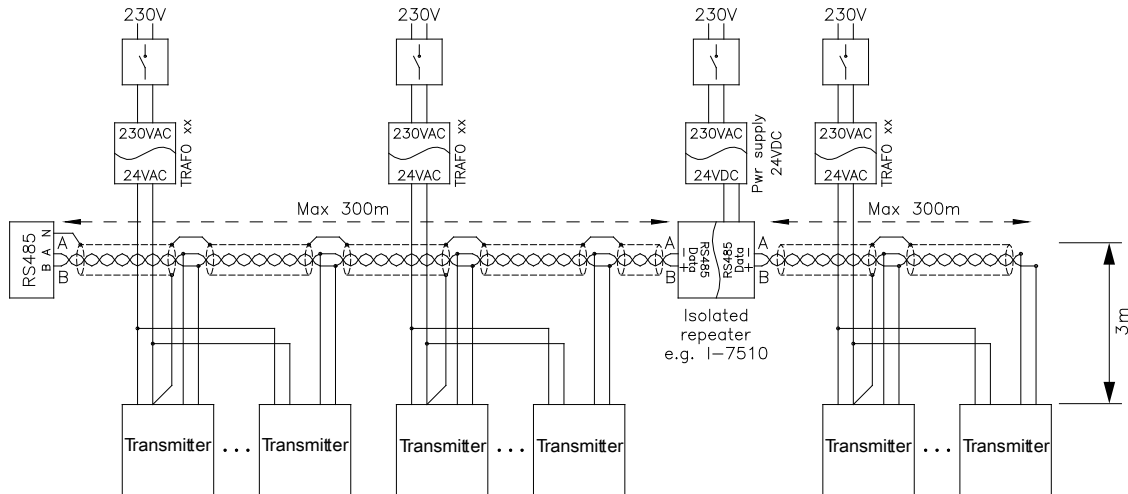 230V
230V
230V
230V
230VAC
24VAC
TRAFO xx
230VAC
24VAC
TRAFO xx
230VAC
24VDC
Pwr supply
24VDC
230VAC
24VAC
TRAFO xx
Max 300m
Max 300m
RS485
N
A
B
A
B
A
B
RS485
Data
− +
RS485
Data
− +
A
B
Isolated
repeater
e.g. I-7510
3m
Transmitter
...
Transmitter
...
Transmitter
...
Transmitter
Transmitter
...
Transmitter